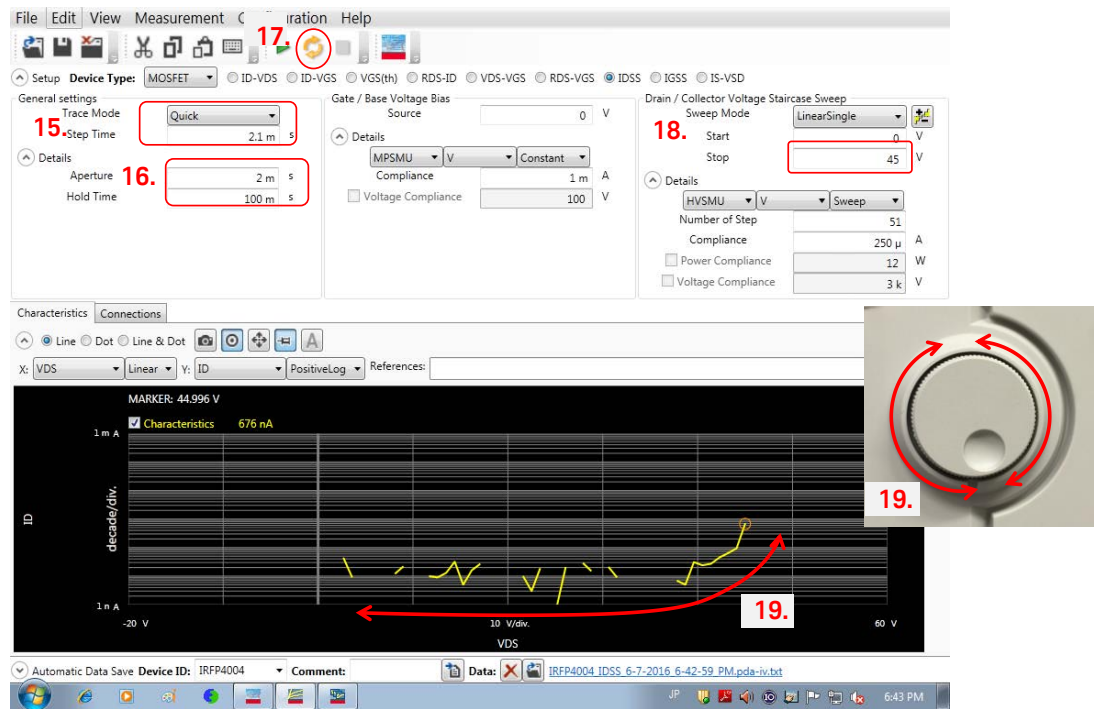 File Edit View Measurement C uration Help
17.
Setup Device Type: MOSFET ID-VDS ID-VGS VGS(th) RDS-ID VDS-VGS RDS-VGS IDSS IGSS IS-VSD
General settings
Trace Mode Quick
15.
Step Time 2.1 m s
Details
16.
Aperture 2 m s
Hold Time 100 m s
Gate / Base Voltage Bias
Source 0 V
Details
MPSMU V Constant
Compliance 1 m A
Voltage Compliance 100 V
Drain / Collector Voltage Staircase Sweep
Sweep Mode LinearSingle
18.
Start 0 V
Stop 45 V
Details
HVSMU V Sweep
Number of Step 51
Compliance 250 µ A
Power Compliance 12 W
Voltage Compliance 3 k V
Characteristics Connections
Line Dot Line & Dot A
X: VDS Linear Y: ID PositiveLog References:
MARKER: 44.996 V
Characteristics 676 nA
1 m A
ID
decade/div.
1 n A
-20 V 10 V/div. 60 V
VDS
19.
19.
Automatic Data Save Device ID: IRFP4004 Comment: Data: IRFP4004_IDSS_6-7-2016_6-42-59_PM.pda-iv.txt
JP 6:43 PM